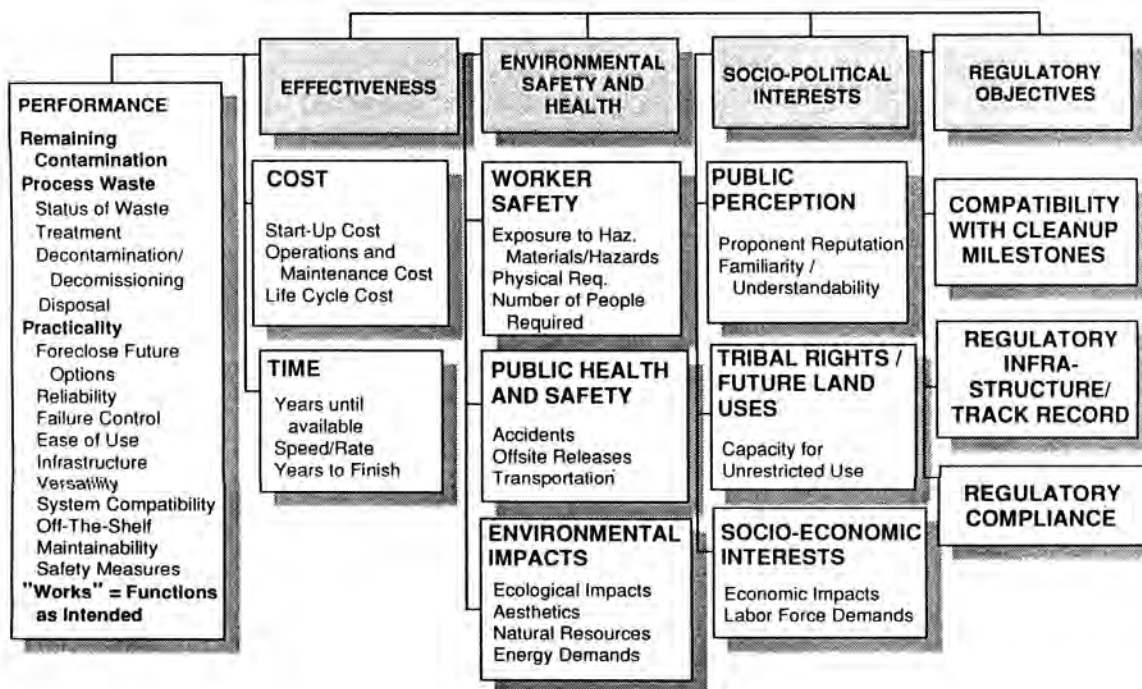 PERFORMANCE
Remaining
Contamination
Process Waste
Status of Waste
Treatment
Decontamination/
Decomissioning
Disposal
Practicality
Foreclose Future
Options
Reliability
Failure Control
Ease of Use
Infrastructure
Versatility
System Compatibility
Off-The-Shelf
Maintainability
Safety Measures
"Works" = Functions
as Intended
EFFECTIVENESS
COST
Start-Up Cost
Operations and
Maintenance Cost
Life Cycle Cost
TIME
Years until
available
Speed/Rate
Years to Finish
ENVIRONMENTAL
SAFETY AND
HEALTH
WORKER
SAFETY
Exposure to Haz.
Materials/Hazards
Physical Req.
Number of People
Required
PUBLIC HEALTH
AND SAFETY
Accidents
Offsite Releases
Transportation
ENVIRONMENTAL
IMPACTS
Ecological Impacts
Aesthetics
Natural Resources
Energy Demands
SOCIO-POLITICAL
INTERESTS
PUBLIC
PERCEPTION
Proponent Reputation
Familiarity /
Understandability
TRIBAL RIGHTS /
FUTURE LAND
USES
Capacity for
Unrestricted Use
SOCIO-ECONOMIC
INTERESTS
Economic Impacts
Labor Force Demands
REGULATORY
OBJECTIVES
COMPATIBILITY
WITH CLEANUP
MILESTONES
REGULATORY
INFRA-
STRUCTURE/
TRACK RECORD
REGULATORY
COMPLIANCE